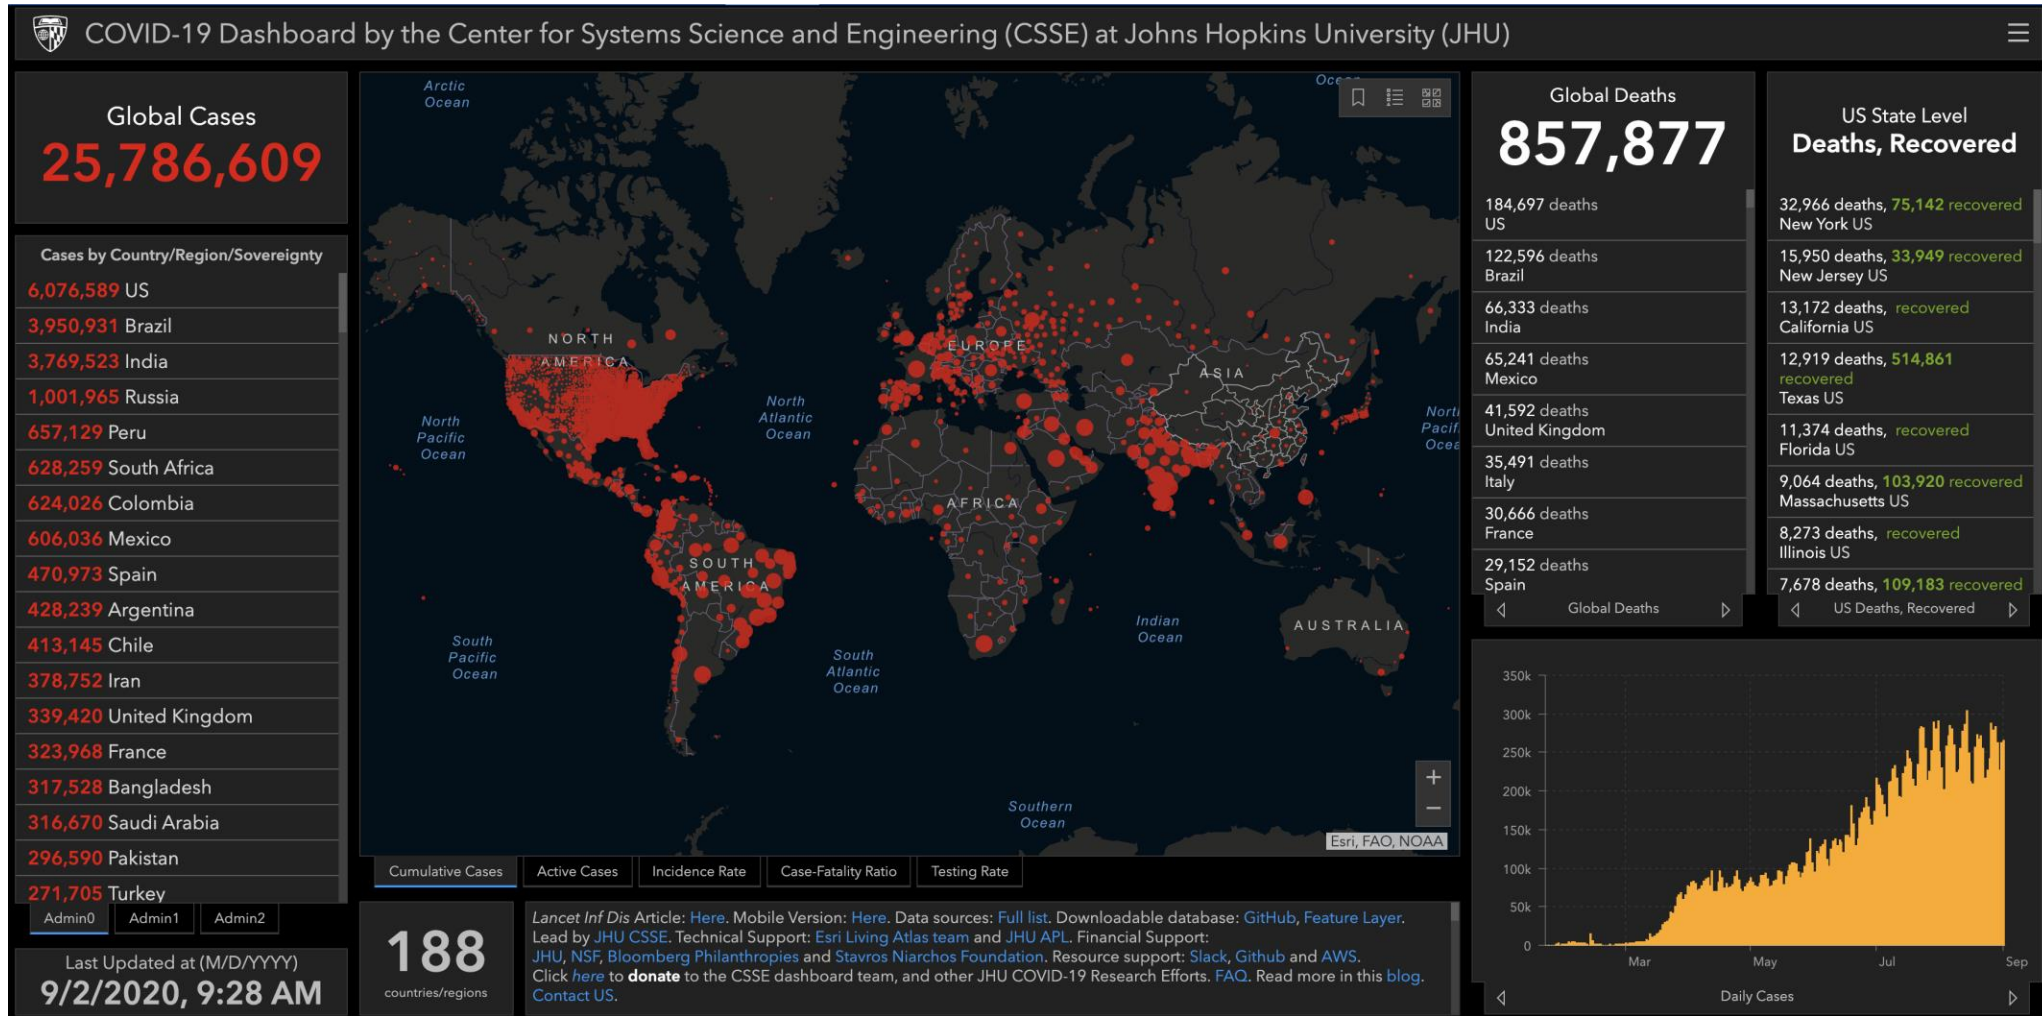 COVID-19 Dashboard by the Center for Systems Science and Engineering (CSSE) at Johns Hopkins University (JHU)
Global Cases
25,786,609
Cases by Country/Region/Sovereignty
6,076,589 US
3,950,931 Brazil
3,769,523 India
1,001,965 Russia
657,129 Peru
628,259 South Africa
624,026 Colombia
606,036 Mexico
470,973 Spain
428,239 Argentina
413,145 Chile
378,752 Iran
339,420 United Kingdom
323,968 France
317,528 Bangladesh
316,670 Saudi Arabia
296,590 Pakistan
271,705 Turkey
Admin0
Admin1
Admin2
Last Updated at (M/D/YYYY)
9/2/2020, 9:28 AM
Arctic
Ocean
NORTH
AMERICA
EUROPE
ASIA
North
Pacific
Ocean
North
Atlantic
Ocean
AFRICA
SOUTH
AMERICA
Indian
Ocean
AUSTRALIA
South
Pacific
Ocean
South
Atlantic
Ocean
Southern
Ocean
Esri, FAO, NOAA
Cumulative Cases
Active Cases
Incidence Rate
Case-Fatality Ratio
Testing Rate
188
countries/regions
Lancet Inf Dis Article: Here. Mobile Version: Here. Data sources: Full list. Downloadable database: GitHub, Feature Layer.
Lead by JHU CSSE. Technical Support: Esri Living Atlas team and JHU APL. Financial Support:
JHU, NSF, Bloomberg Philanthropies and Stavros Niarchos Foundation. Resource support: Slack, Github and AWS.
Click here to donate to the CSSE dashboard team, and other JHU COVID-19 Research Efforts. FAQ. Read more in this blog.
Contact US.
Global Deaths
857,877
184,697 deaths
US
122,596 deaths
Brazil
66,333 deaths
India
65,241 deaths
Mexico
41,592 deaths
United Kingdom
35,491 deaths
Italy
30,666 deaths
France
29,152 deaths
Spain
Global Deaths
US State Level
Deaths, Recovered
32,966 deaths, 75,142 recovered
New York US
15,950 deaths, 33,949 recovered
New Jersey US
13,172 deaths, recovered
California US
12,919 deaths, 514,861
recovered
Texas US
11,374 deaths, recovered
Florida US
9,064 deaths, 103,920 recovered
Massachusetts US
8,273 deaths, recovered
Illinois US
7,678 deaths, 109,183 recovered
US Deaths, Recovered
350k
300k
250k
200k
150k
100k
50k
0
Mar
May
Jul
Sep
Daily Cases